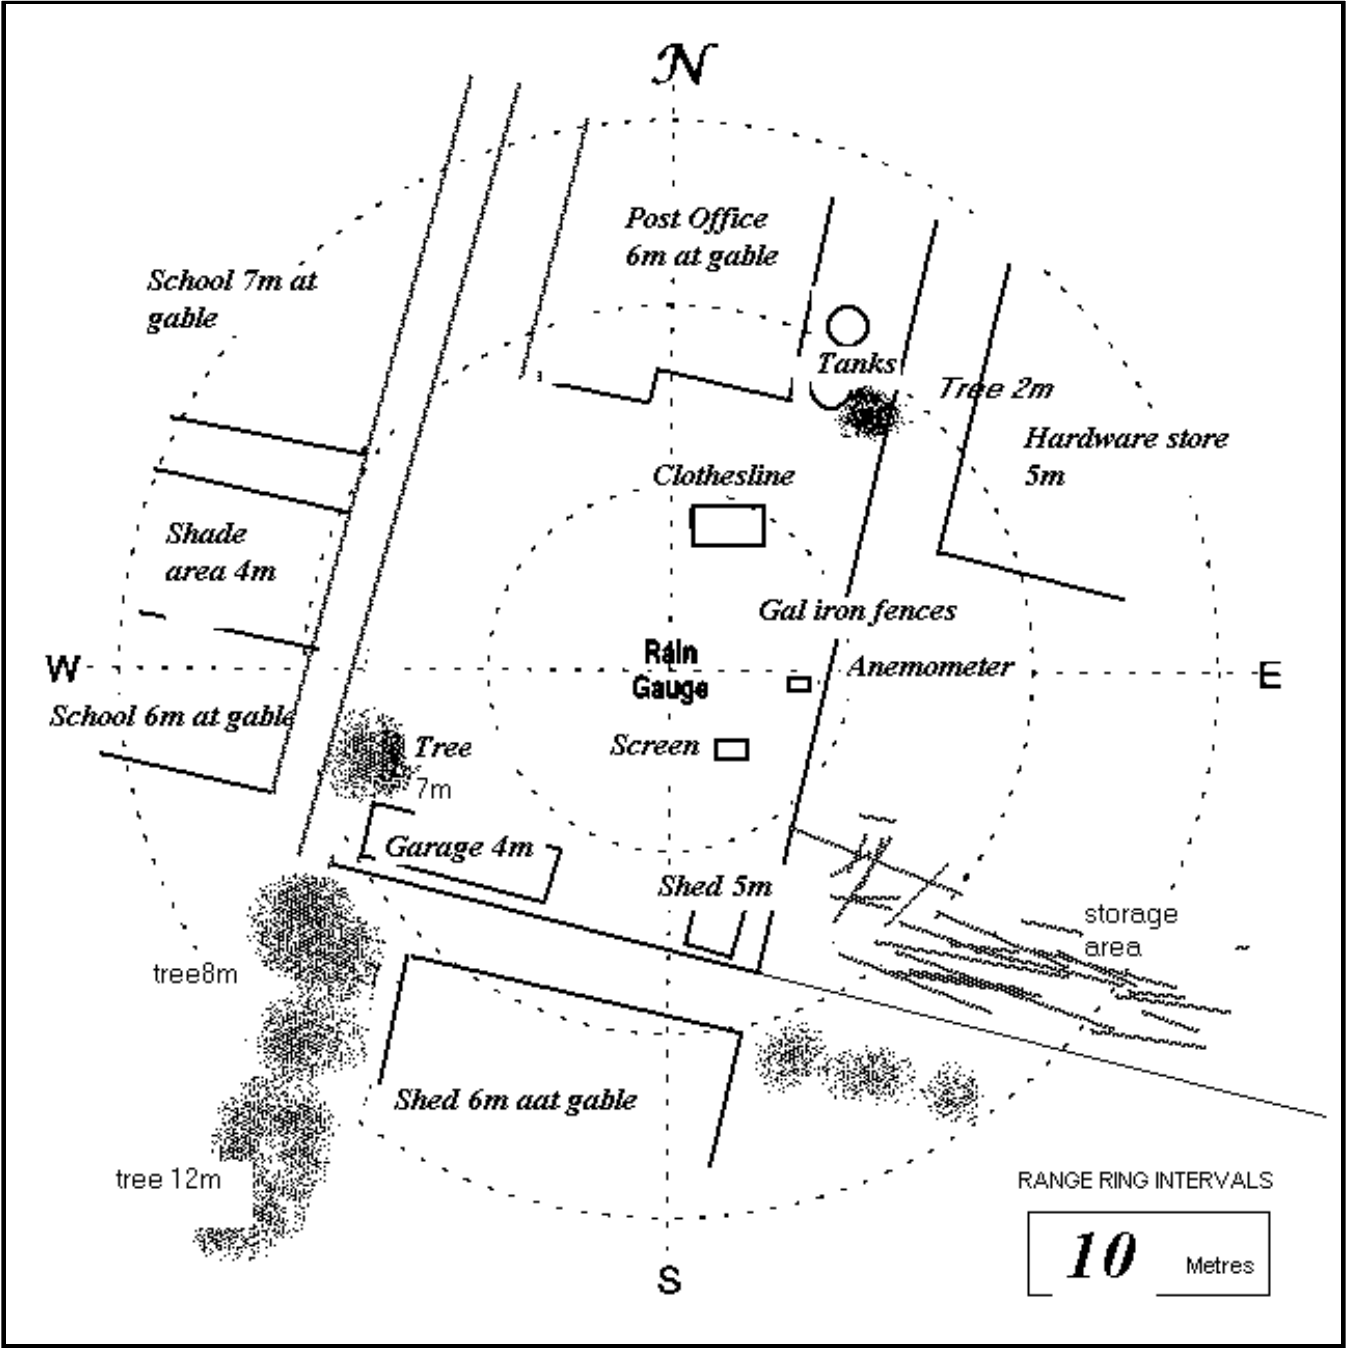 N
Post Office
6m at gable
School 7m at
gable
Tanks
Tree 2m
Hardware store
5m
Clothesline
Shade
area 4m
Gal iron fences
Rain
Gauge
W
Anemometer
E
School 6m at gable
Screen
Tree
7m
Garage 4m
Shed 5m
storage
area
tree8m
Shed 6m aat gable
tree 12m
RANGE RING INTERVALS
10 Metres
S